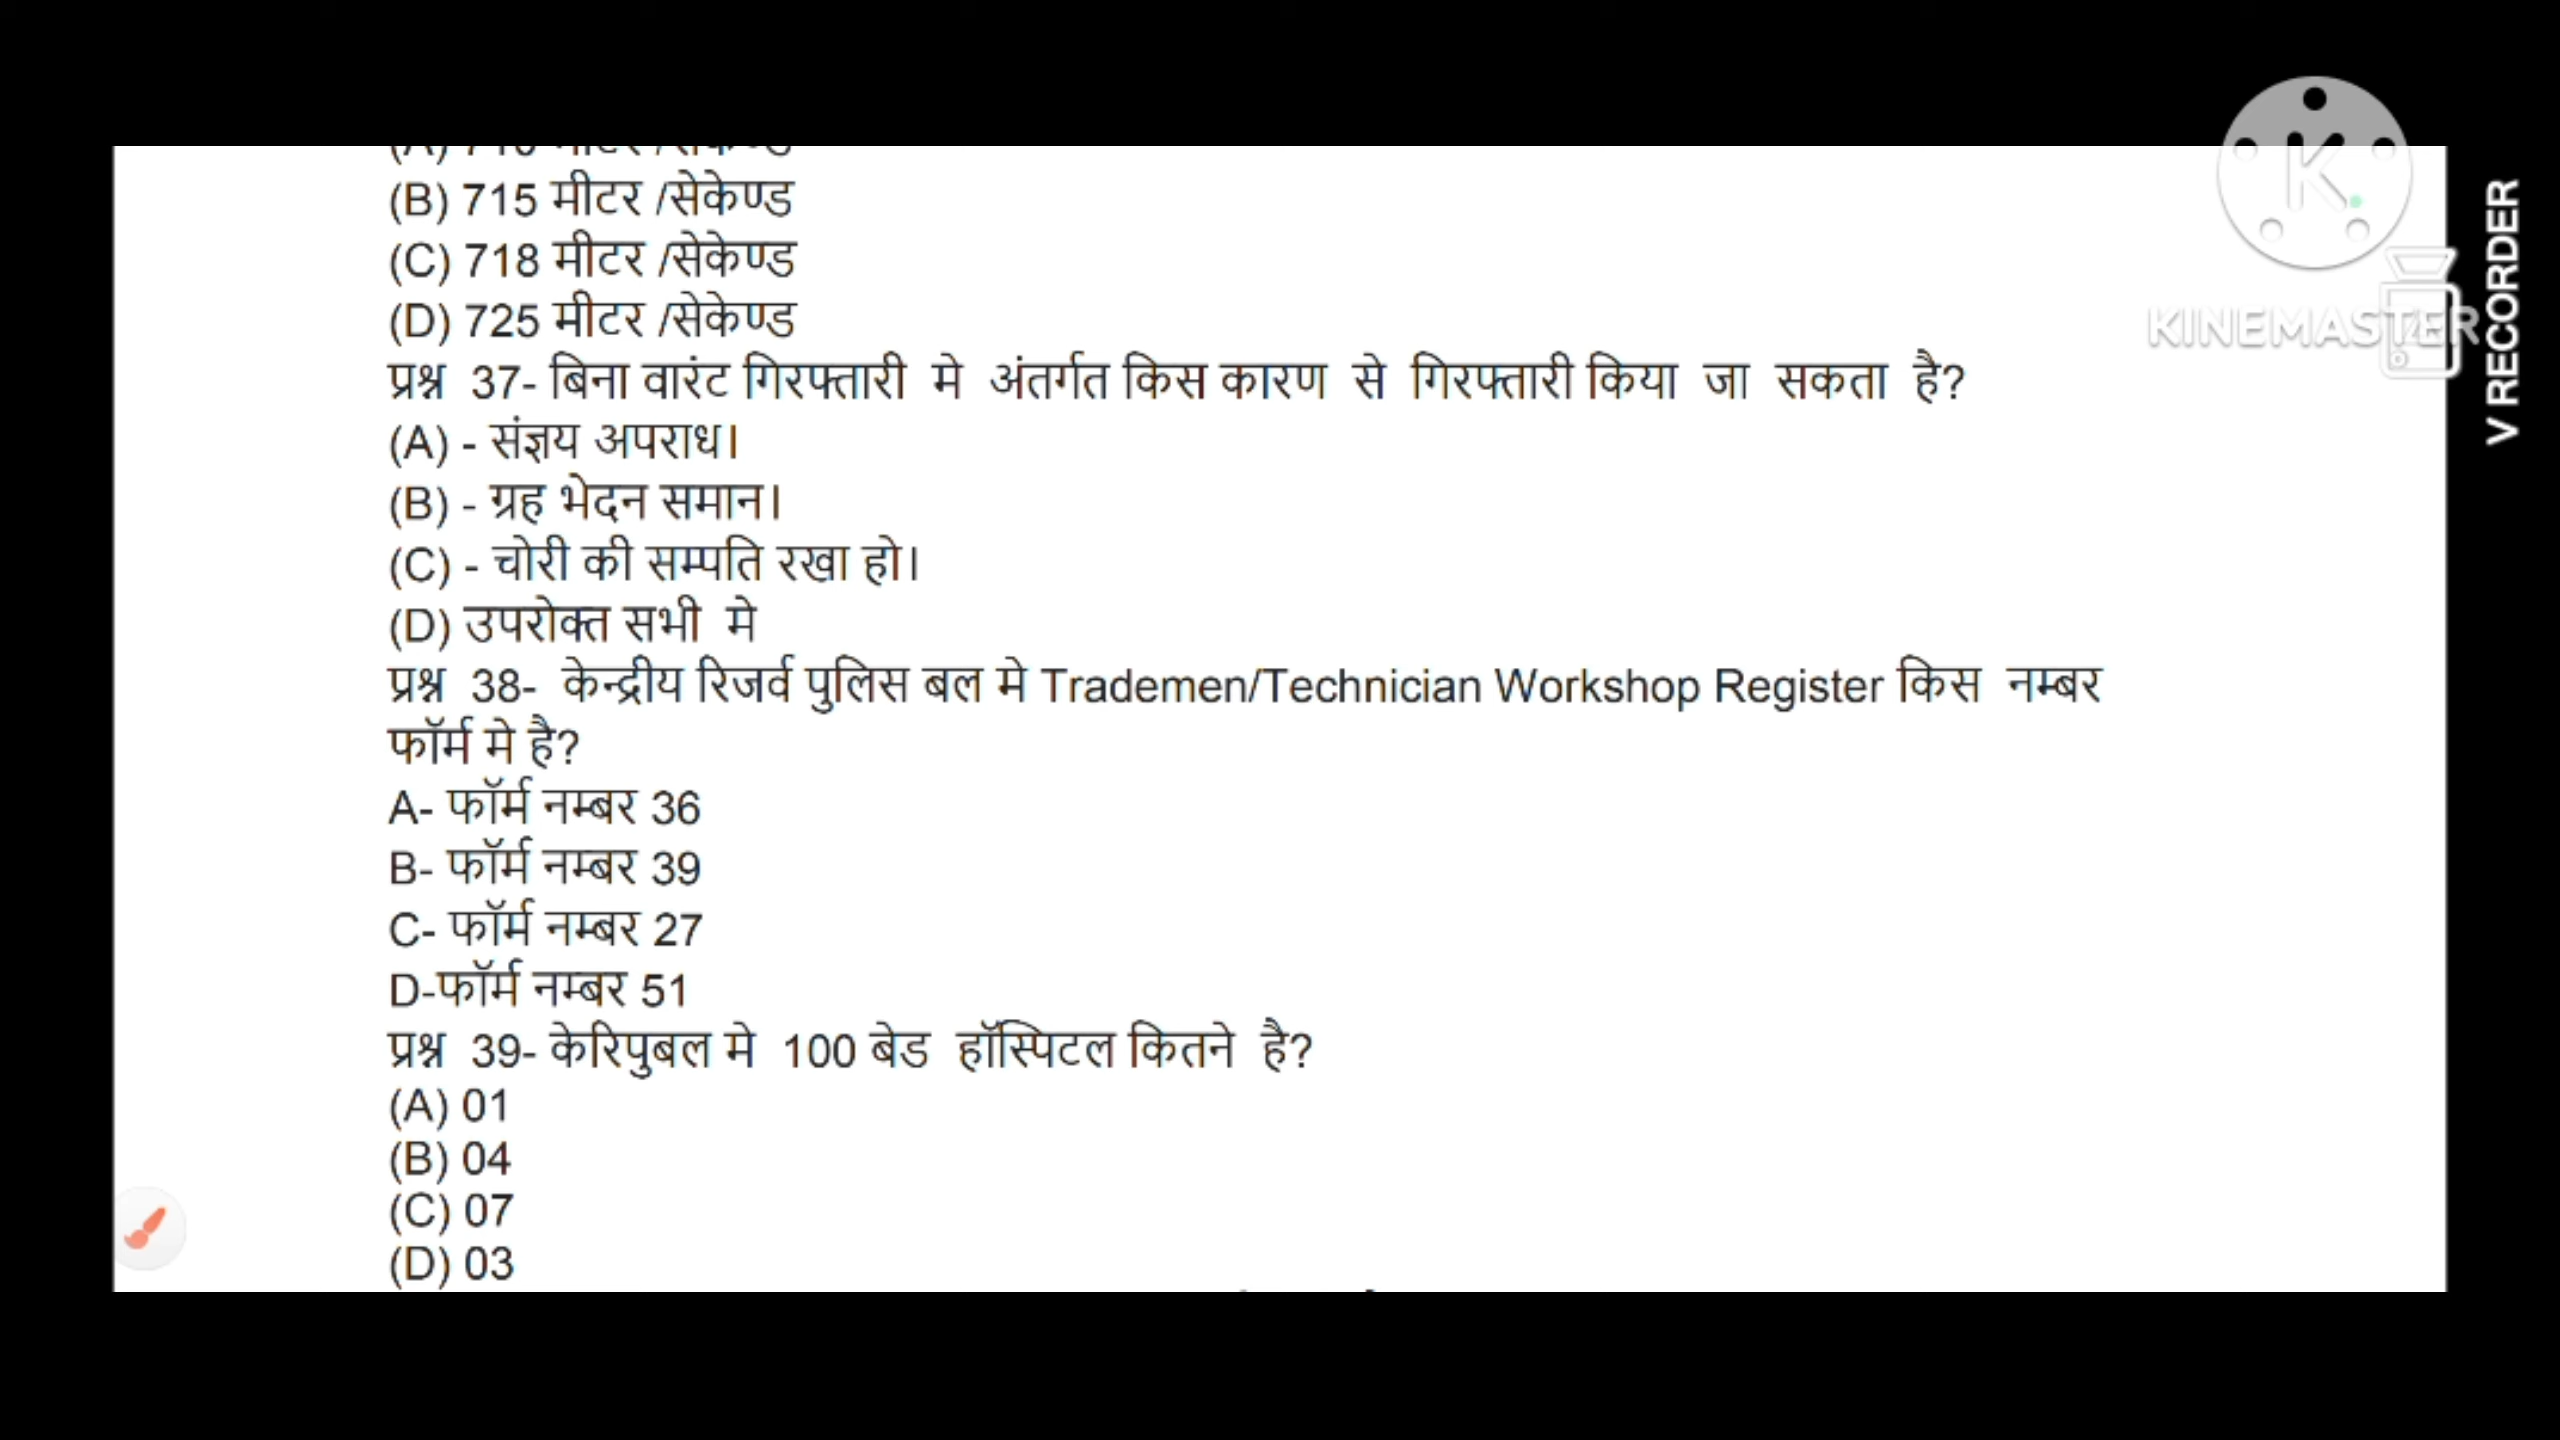 (B) 715 मीटर /सेकेण्ड
(C) 718 मीटर /सेकेण्ड
(D) 725 मीटर /सेकेण्ड
प्रश्न 37- बिना वारंट गिरफ्तारी मे अंतर्गत किस कारण से गिरफ्तारी किया जा सकता है?
(A) - संज्ञय अपराध।
(B) - ग्रह भेदन समान।
(C) - चोरी की सम्पति रखा हो।
(D) उपरोक्त सभी मे
प्रश्न 38- केन्द्रीय रिजर्व पुलिस बल मे Trademen/Technician Workshop Register किस नम्बर
फॉर्म मे है?
A- फॉर्म नम्बर 36
B- फॉर्म नम्बर 39
C- फॉर्म नम्बर 27
D-फॉर्म नम्बर 51
प्रश्न 39- केरिपुबल मे 100 बेड हॉस्पिटल कितने है?
(A) 01
(B) 04
(C) 07
(D) 03
K
KINEMASTER
V RECORDER